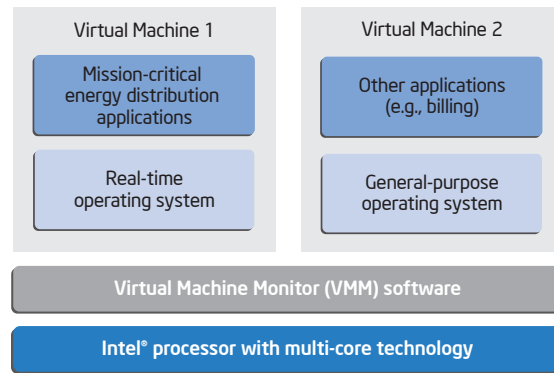 Virtual Machine 1
Mission-critical
energy distribution
applications
Real-time
operating system
Virtual Machine 2
Other applications
(e.g., billing)
General-purpose
operating system
Virtual Machine Monitor (VMM) software
Intel® processor with multi-core technology